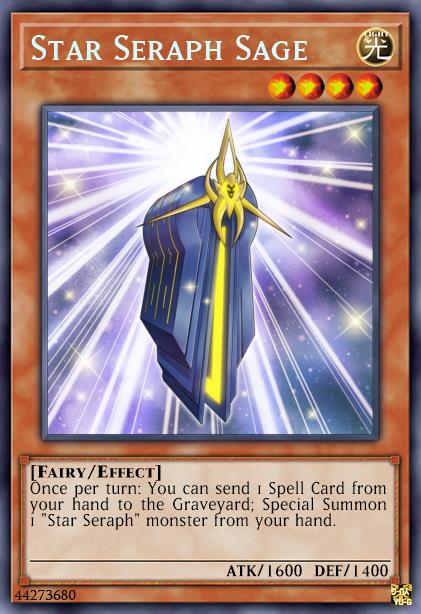 STAR SERAPH SAGE
LIGHT
光
[FAIRY/EFFECT]
Once per turn: You can send 1 Spell Card from
your hand to the Graveyard; Special Summon
1 "Star Seraph" monster from your hand.
ATK/1600 DEF/1400
44273680